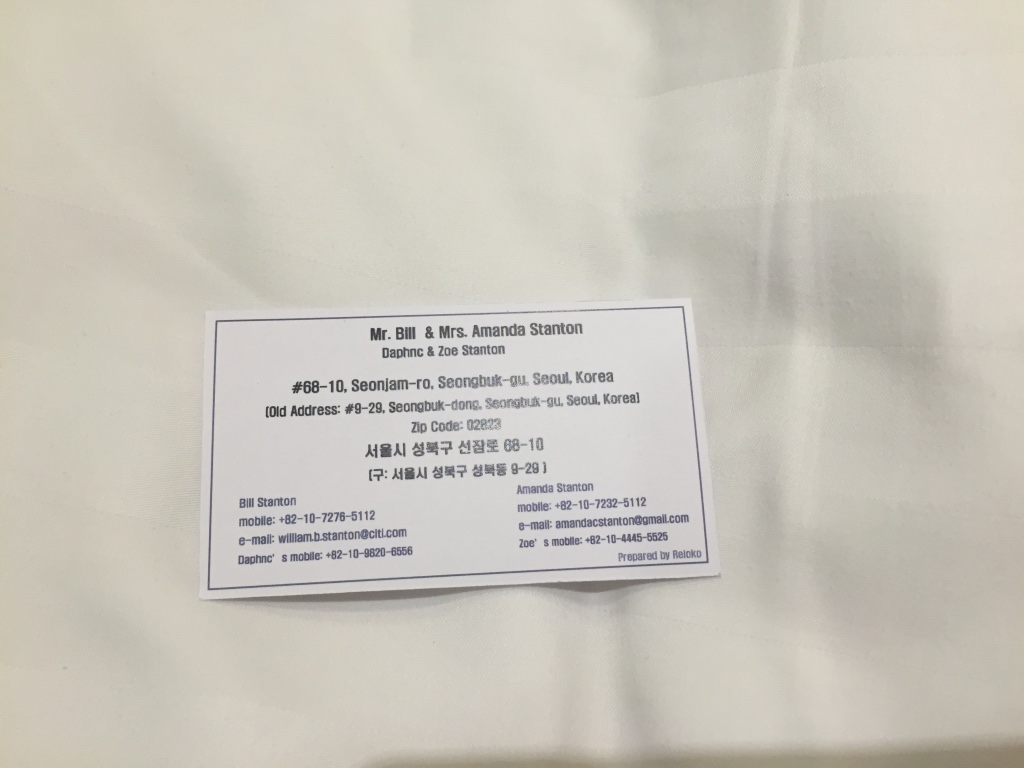 Mr. Bill & Mrs. Amanda Stanton
Daphnc & Zoe Stanton
#68-10, Seonjam-ro, Seongbuk-gu, Seoul, Korea
(Old Address: #9-29, Seongbuk-dong, Seongbuk-gu, Seoul, Korea)
Zip Code: 02823
서울시 성북구 선잠로 68-10
(구: 서울시 성북구 성북동 9-29 )
Bill Stanton
mobile: +82-10-7276-5112
e-mail: william.b.stanton@citi.com
Daphnc' s mobile: +82-10-9820-6556
Amanda Stanton
mobile: +82-10-7232-5112
e-mail: amandacstanton@gmail.com
Zoe' s mobile: +82-10-4445-5525
Prepared by Reloko